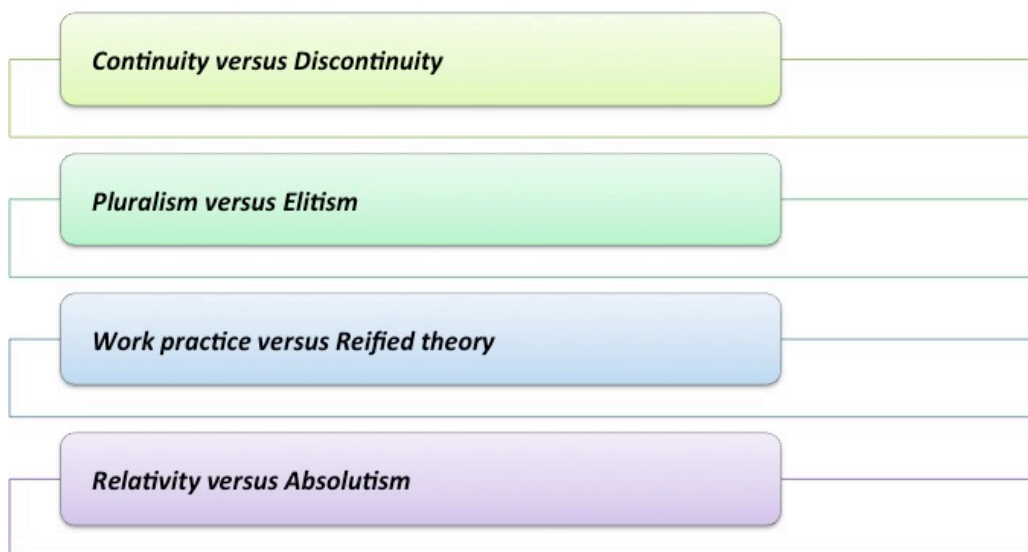 Continuity versus Discontinuity
Pluralism versus Elitism
Work practice versus Reified theory
Relativity versus Absolutism